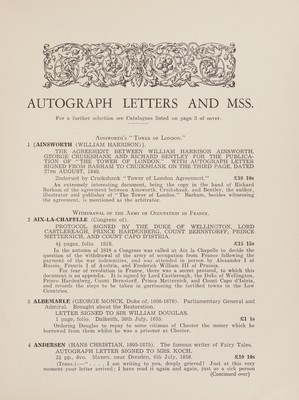 AUTOGRAPH LETTERS AND MSS.
For a further selection see Catalogues listed on page 3 of cover.
AINSWORTH'S "TOWER OF LONDON."
1 [AINSWORTH (WILLIAM HARRISON)].
THE AGREEMENT BETWEEN WILLIAM HARRISON AINSWORTH, GEORGE CRUIKSHANK AND RICHARD BENTLEY FOR THE PUBLICA-
TION OF "THE TOWER OF LONDON" WITH AUTOGRAPH LETTER
SIGNED FROM BARHAM TO CRUIKSHANK ON THE THIRD PAGE, DATED
27TH AUGUST, 1840.
Endorsed by Cruikshank "Tower of London Agreement." £10 10s
An extremely interesting document, being the copy in the hand of Richard
Barham of the agreement between Ainsworth, Cruikshank, and Bentley, the author,
illustrator and publisher of "The Tower of London." Barham, besides witnessing
the agreement, is mentioned as the arbitrator.
WITHDRAWAL OF THE ARMY OF OCCUPATION IN FRANCE.
2 AIX-LA-CHAPELLE (Congress of).
PROTOCOL SIGNED BY THE DUKE OF WELLINGTON, LORD
CASTLEREAGH, PRINCE HARDENBERG, COUNT BERNSTORFF, PRINCE
METTERNICH, AND COUNT CAPO D'ISTRIA.
4½ pages, folio. 1818. £15 15s
In the autumn of 1818 a Congress was called at Aix la Chapelle to decide the
question of the withdrawal of the army of occupation from France following the
payment of the war indemnities, and was attended in person by Alexander I of
Russia, Francis I of Austria, and Frederick William III of Prussia.
For fear of revolution in France, there was a secret protocol, to which this
document is an appendix. It is signed by Lord Castlereagh, the Duke of Wellington,
Prince Hardenberg, Count Bernstorf, Prince Metternich, and Count Capo d'Istria,
and records the steps to be taken in garrisoning the fortified towns in the Low
Countries.
3 ALBEMARLE (GEORGE MONCK, Duke of, 1608-1670). Parliamentary General and
Admiral. Brought about the Restoration.
LETTER SIGNED TO SIR WILLIAM DOUGLAS.
1 page, folio. Dalkeith, 30th July, 1655. £1 1s
Ordering Douglas to repay to some citizens of Chester the money which he
borrowed from them whilst he was a prisoner at Chester.
4 ANDERSEN (HANS CHRISTIAN, 1805-1875). The famous writer of Fairy Tales.
AUTOGRAPH LETTER SIGNED TO MRS. KOCH.
3½ pp., 8vo. Maxen, near Dresden, 6th July, 1856. £10 10s
(Trans.):—" . . . I am writing to you, deeply grieved! Just at this very
moment your letter arrived; I have read it again and again, just as a sick person
(Continued over)